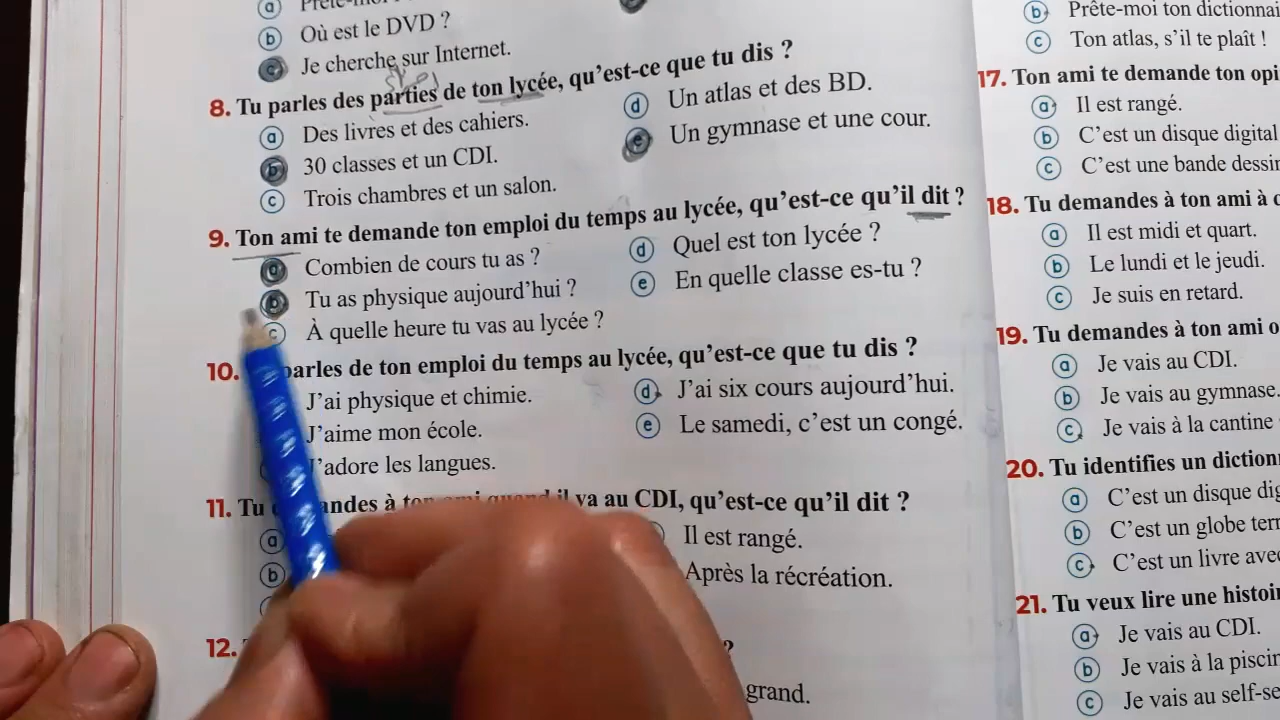 b Où est le DVD ?
c Je cherche sur Internet.
8. Tu parles des parties de ton lycée, qu'est-ce que tu dis ?
a Des livres et des cahiers.
b 30 classes et un CDI.
c Trois chambres et un salon.
d Un atlas et des BD.
e Un gymnase et une cour.
9. Ton ami te demande ton emploi du temps au lycée, qu'est-ce qu'il dit ?
a Combien de cours tu as ?
b Tu as physique aujourd'hui ?
c À quelle heure tu vas au lycée ?
d Quel est ton lycée ?
e En quelle classe es-tu ?
10. parles de ton emploi du temps au lycée, qu'est-ce que tu dis ?
J'ai physique et chimie.
J'aime mon école.
J'adore les langues.
d J'ai six cours aujourd'hui.
e Le samedi, c'est un congé.
11. Tu andes à ton ami quand il va au CDI, qu'est-ce qu'il dit ?
a
b
Il est rangé.
Après la récréation.
12.
?
grand.
b Prête-moi ton dictionnai
c Ton atlas, s'il te plaît !
17. Ton ami te demande ton opi
a Il est rangé.
b C'est un disque digital
c C'est une bande dessin
18. Tu demandes à ton ami à
a Il est midi et quart.
b Le lundi et le jeudi.
c Je suis en retard.
19. Tu demandes à ton ami o
a Je vais au CDI.
b Je vais au gymnase.
c Je vais à la cantine
20. Tu identifies un diction
a C'est un disque dig
b C'est un globe terr
c C'est un livre avec
21. Tu veux lire une histoi
a Je vais au CDI.
b Je vais à la piscin
c Je vais au self-se